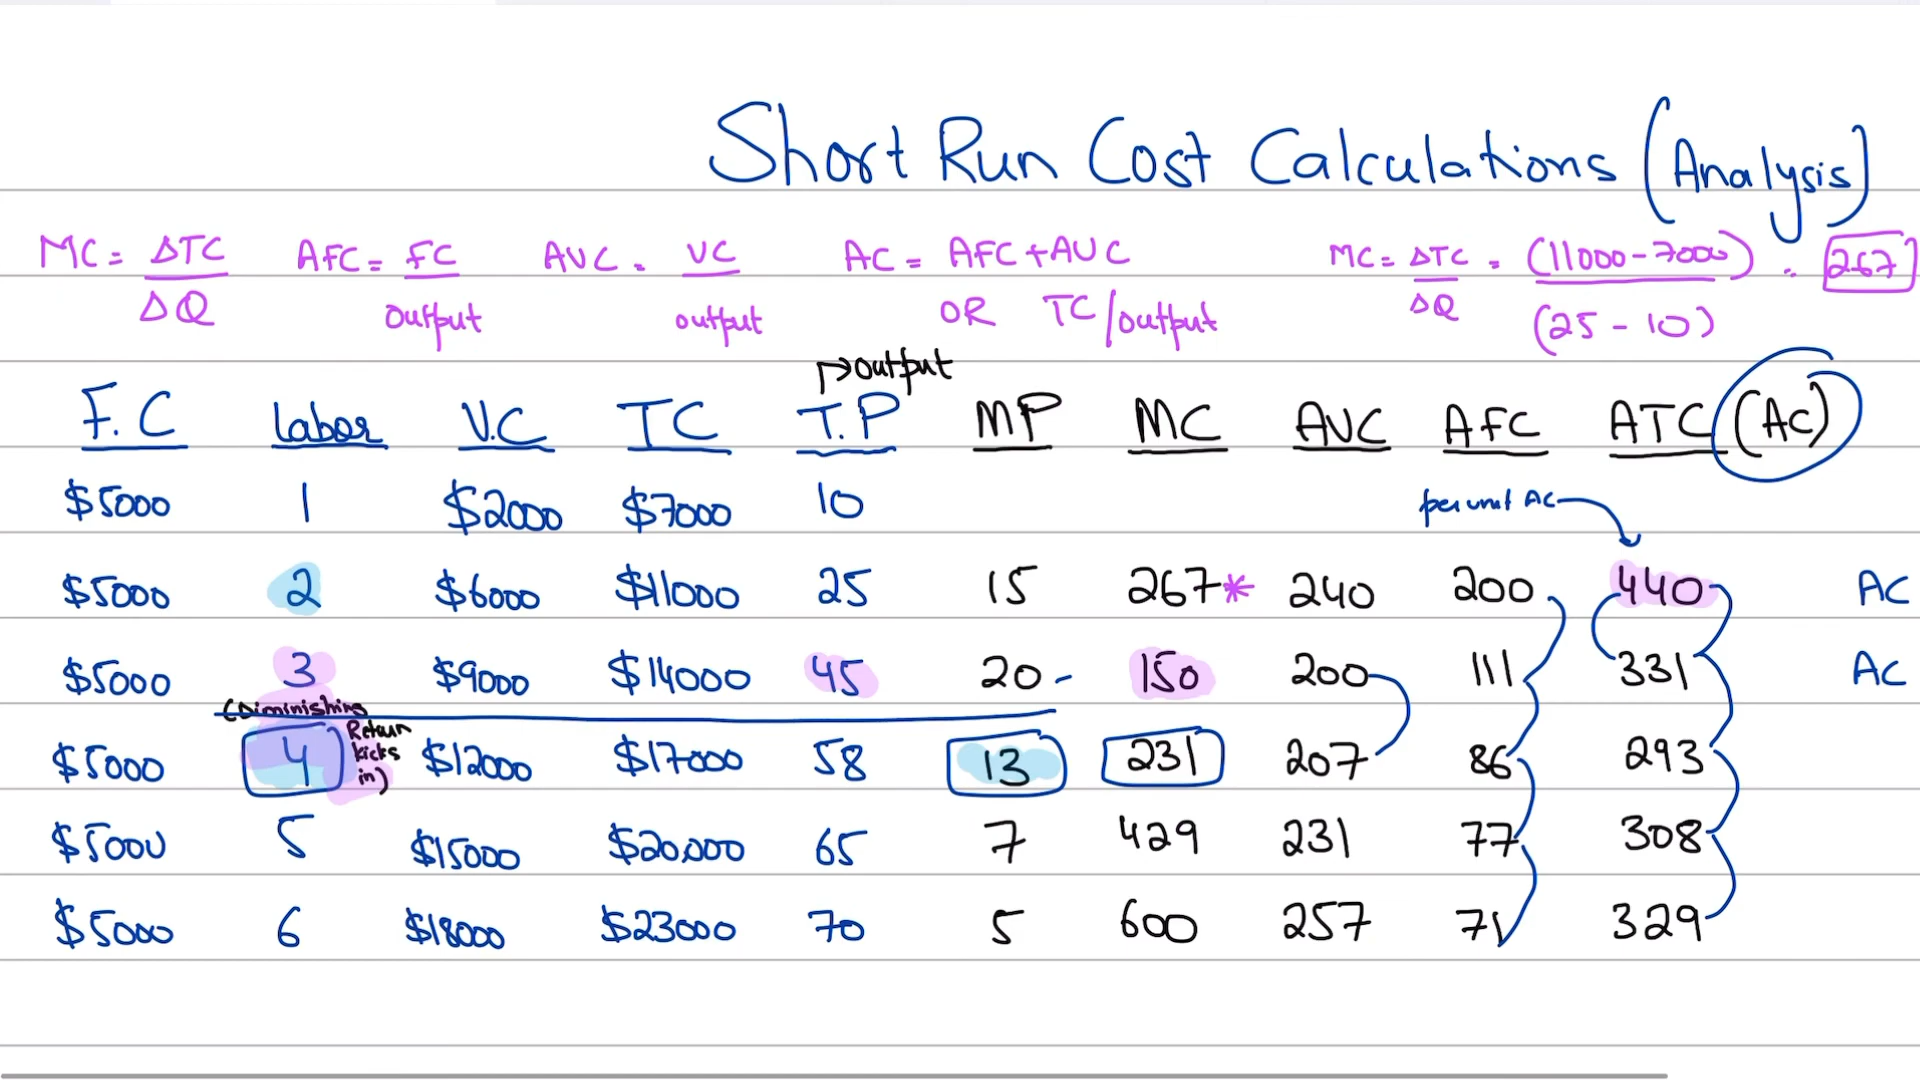 Short Run Cost Calculations (Analysis)
MC = ΔTC/ΔQ AFC = FC/output AVC = VC/output AC = AFC+AVC OR TC/output MC = ΔTC/ΔQ = (11000-7000)/(25-10) = 267
→output
F.C Labor V.C TC T.P MP MC AVC AFC ATC (AC)
$5000 1 $2000 $7000 10 per unit AC
$5000 2 $6000 $11000 25 15 267* 240 200 440 AC
$5000 3 $9000 $14000 45 20 - 150 200 111 331 AC
(Diminishing Return kicks in)
$5000 4 $12000 $17000 58 13 231 207 86 293
$5000 5 $15000 $20,000 65 7 429 231 77 308
$5000 6 $18000 $23000 70 5 600 257 71 329